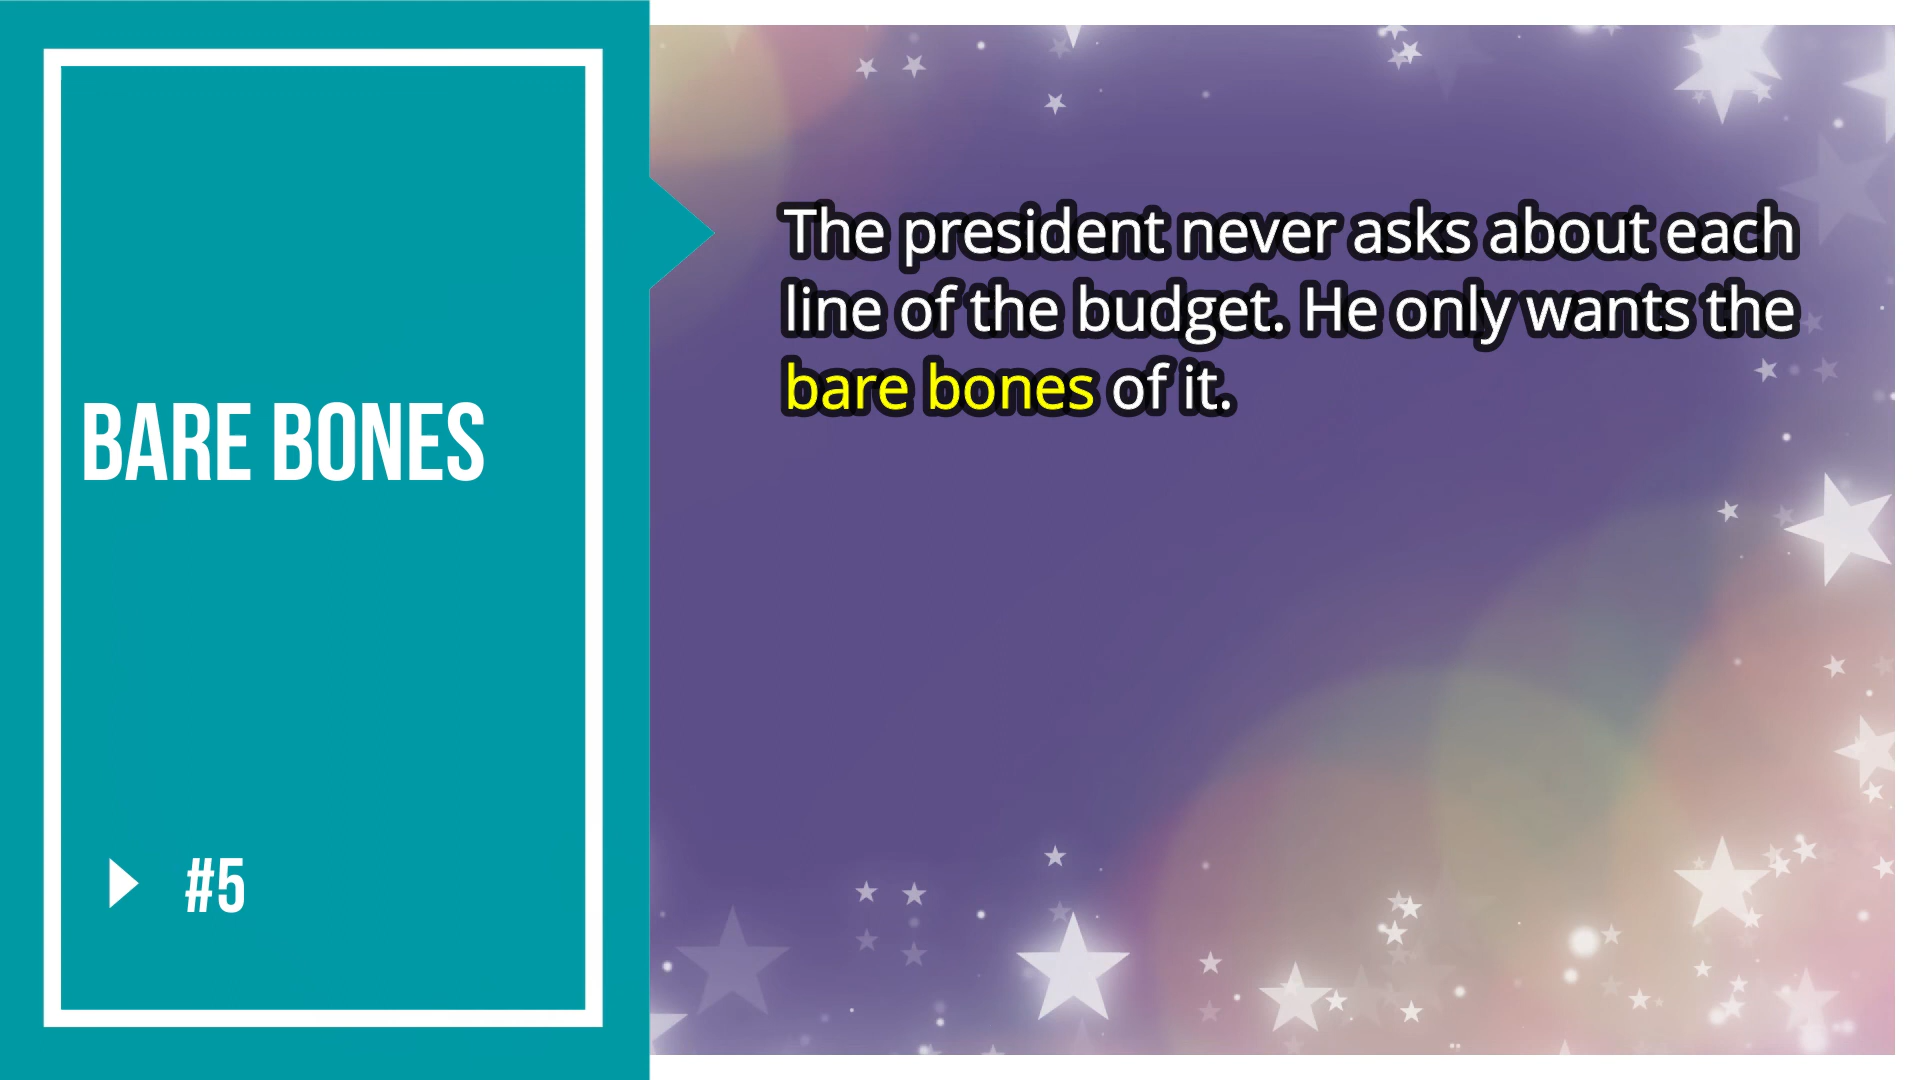 BARE BONES
#5
The president never asks about each
line of the budget. He only wants the
bare bones of it.